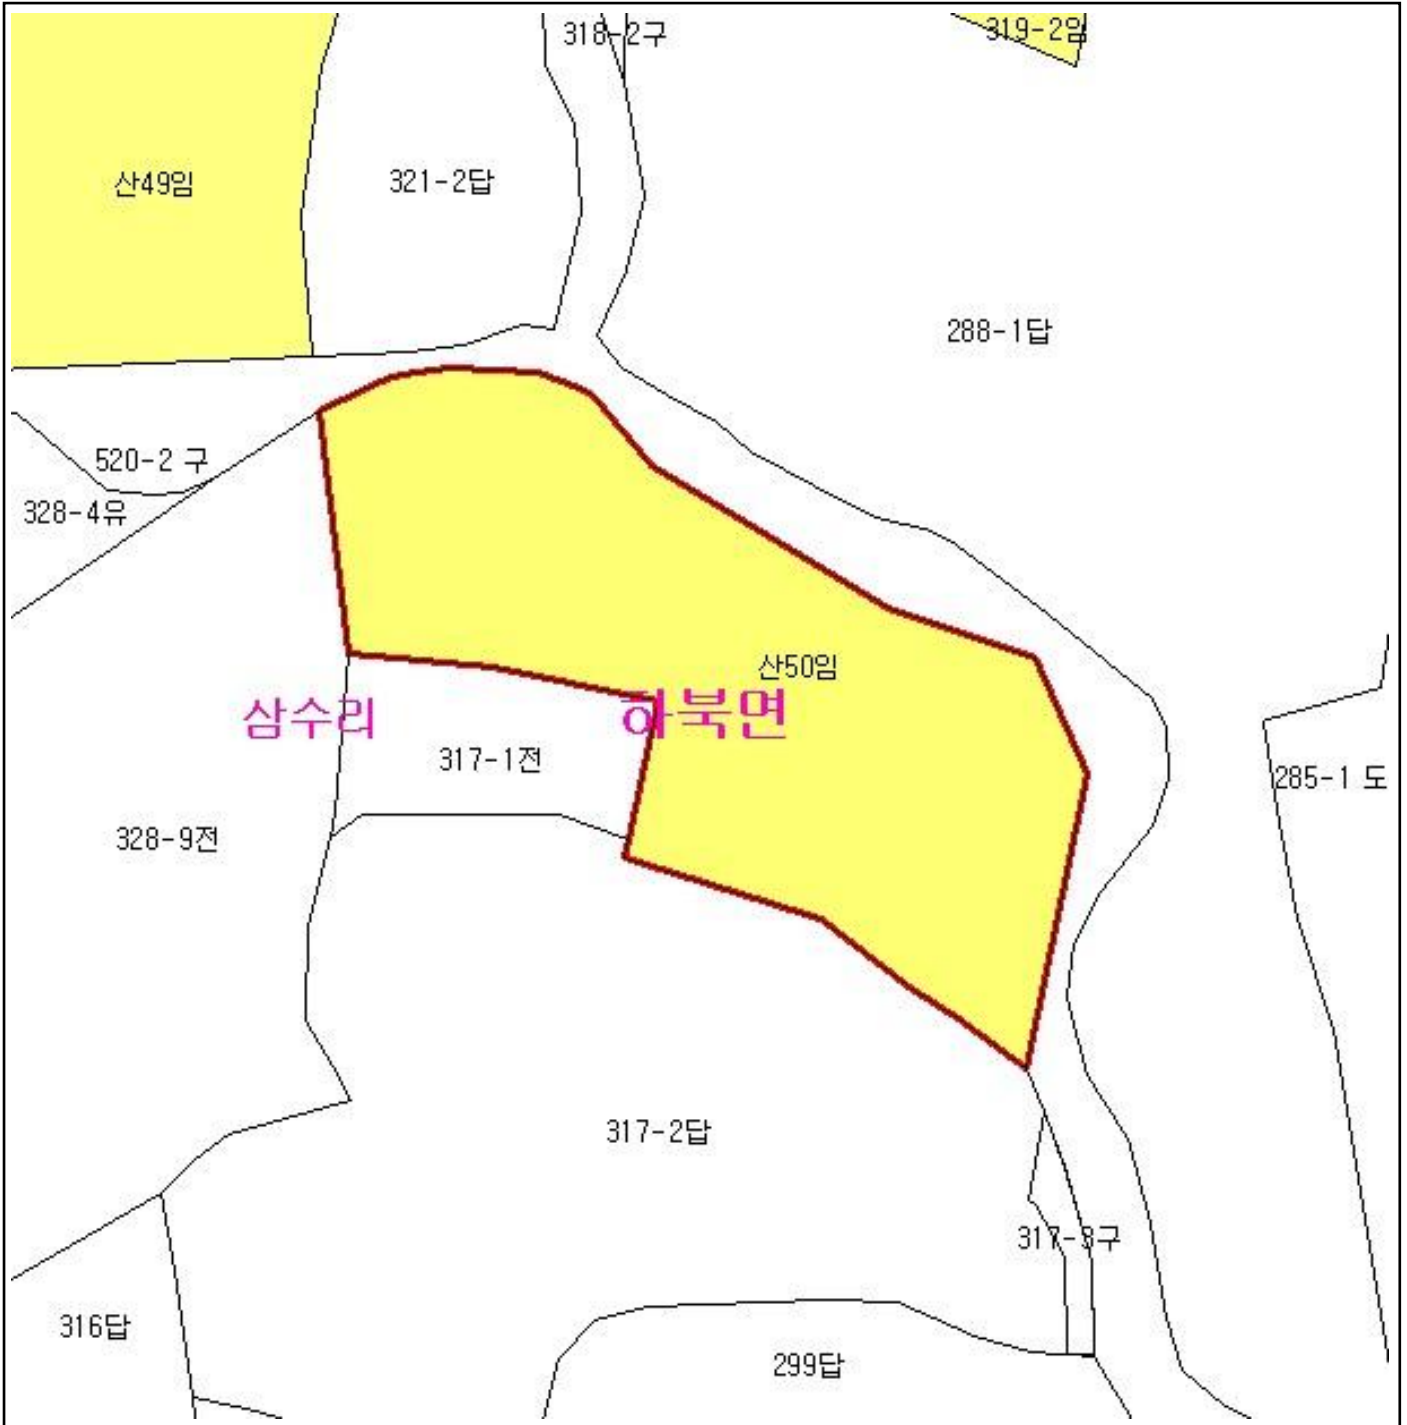 318-2구
319-2임
산49임
321-2답
288-1답
520-2 구
328-4유
산50임
삼수리
하북면
317-1전
285-1 도
328-9전
317-2답
317-3구
316답
299답